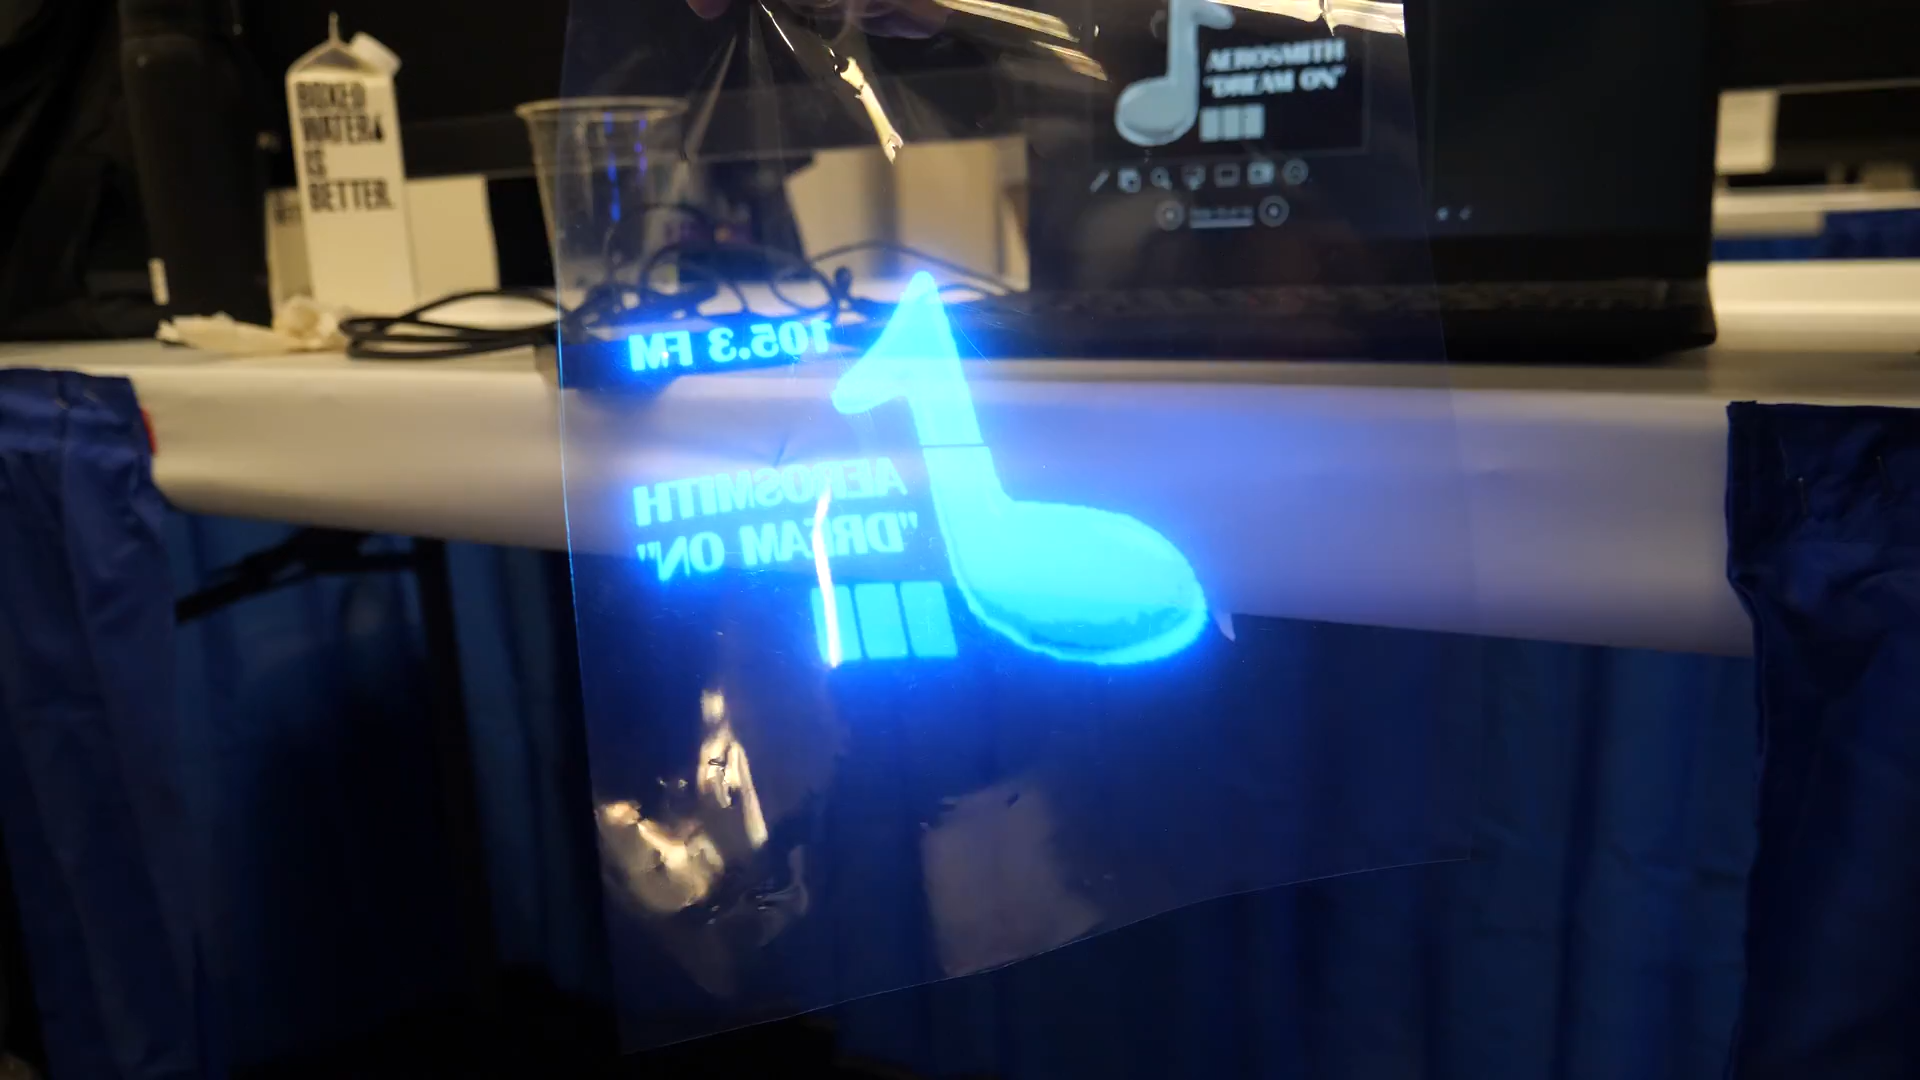 BOXED
WATER
IS
BETTER.
AEROSMITH
"DREAM ON"
105.3 FM
AEROSMITH
"DREAM ON"